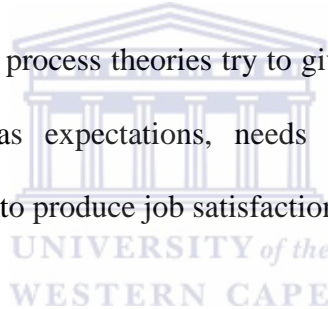 process theories try to gi
as expectations, needs
to produce job satisfaction
UNIVERSITY of the
WESTERN CAPE